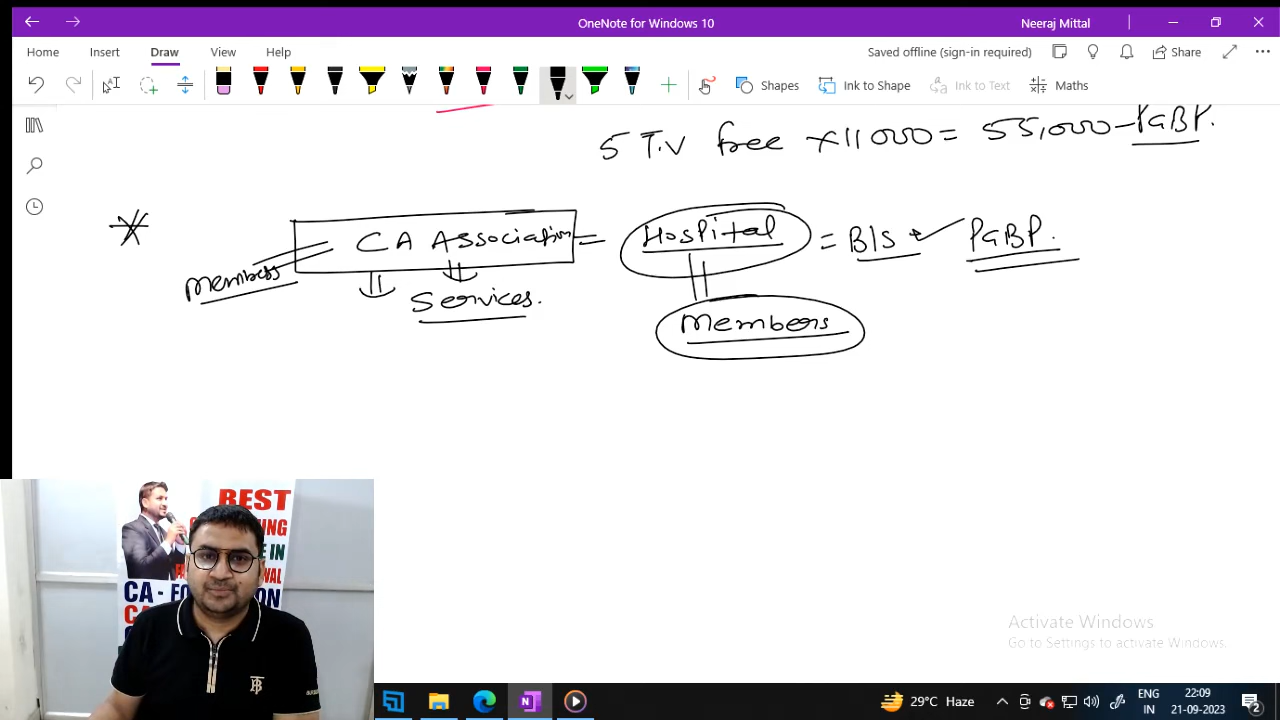 OneNote for Windows 10
Neeraj Mittal
Home Insert Draw View Help
Saved offline (sign-in required)
Share
Shapes
Ink to Shape
Ink to Text
Maths
5 T.V free × 11000 = 55,000 - PGBP.
CA Association = Hospital = B|S PGBP.
Members
Services.
Members
BEST
CA - FO
Activate Windows
Go to Settings to activate Windows.
29°C Haze
ENG
IN
22:09
21-09-2023
2